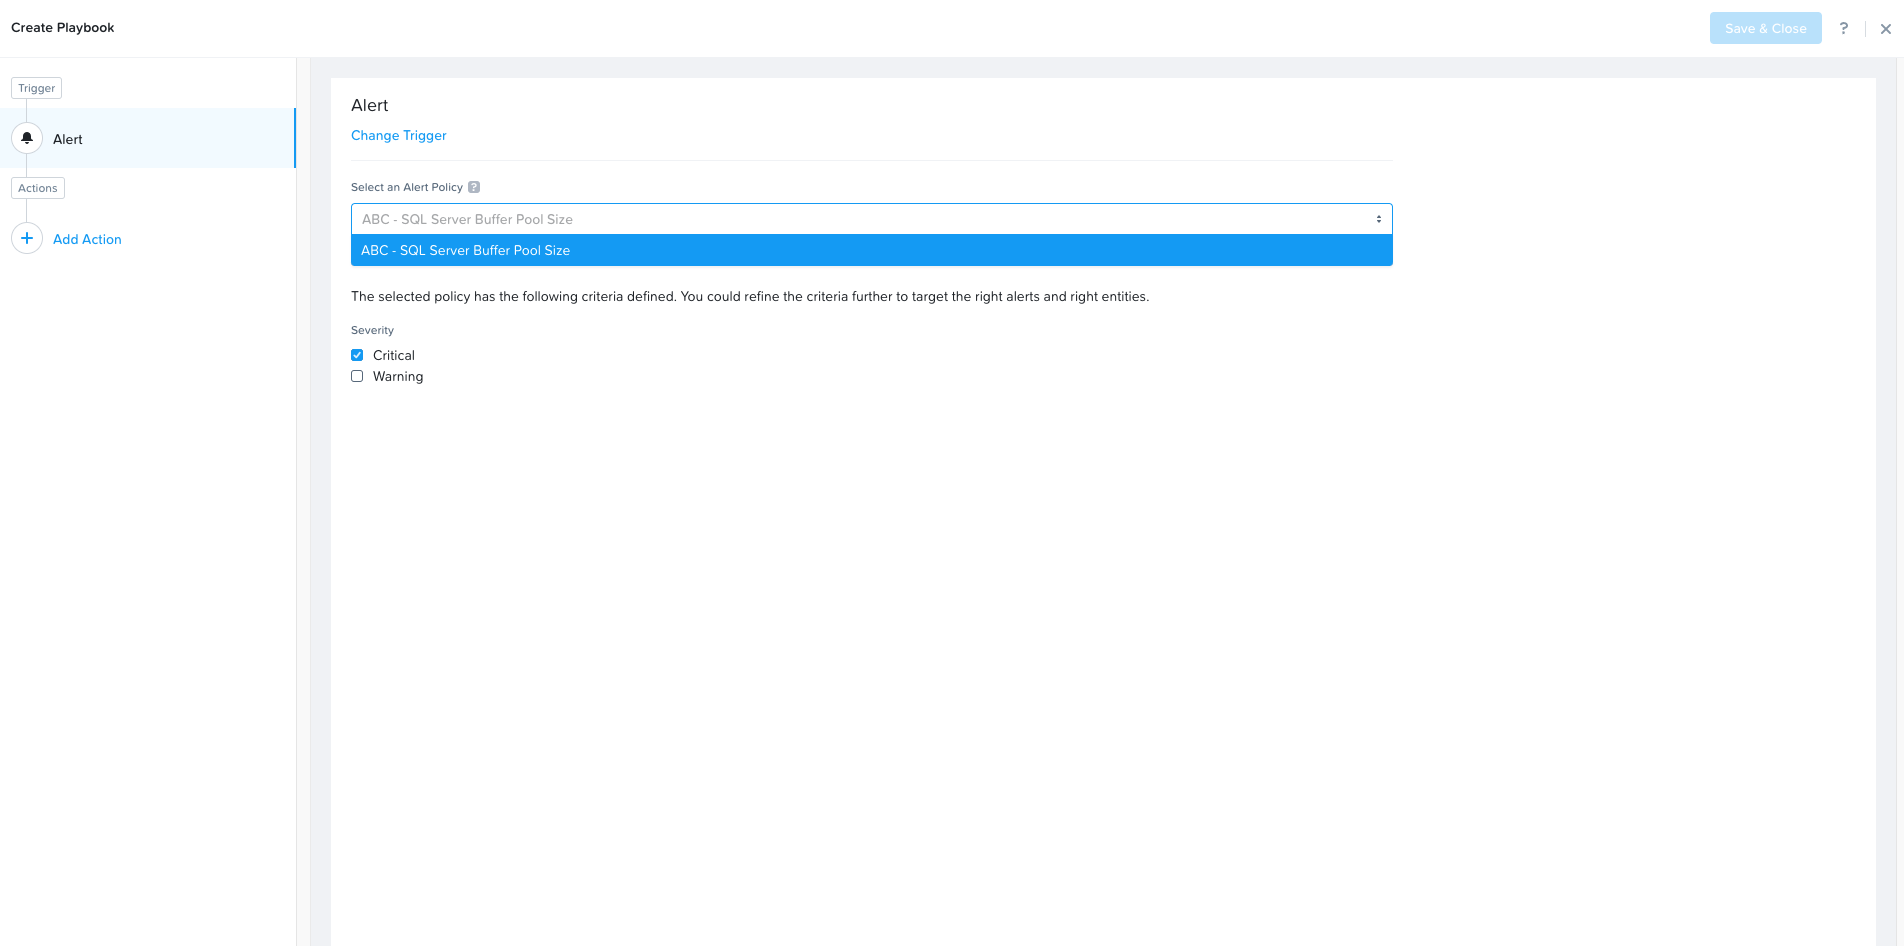 Create Playbook
Save & Close
?
Trigger
Alert
Actions
Add Action
Alert
Change Trigger
Select an Alert Policy ?
ABC - SQL Server Buffer Pool Size
ABC - SQL Server Buffer Pool Size
The selected policy has the following criteria defined. You could refine the criteria further to target the right alerts and right entities.
Severity
Critical
Warning